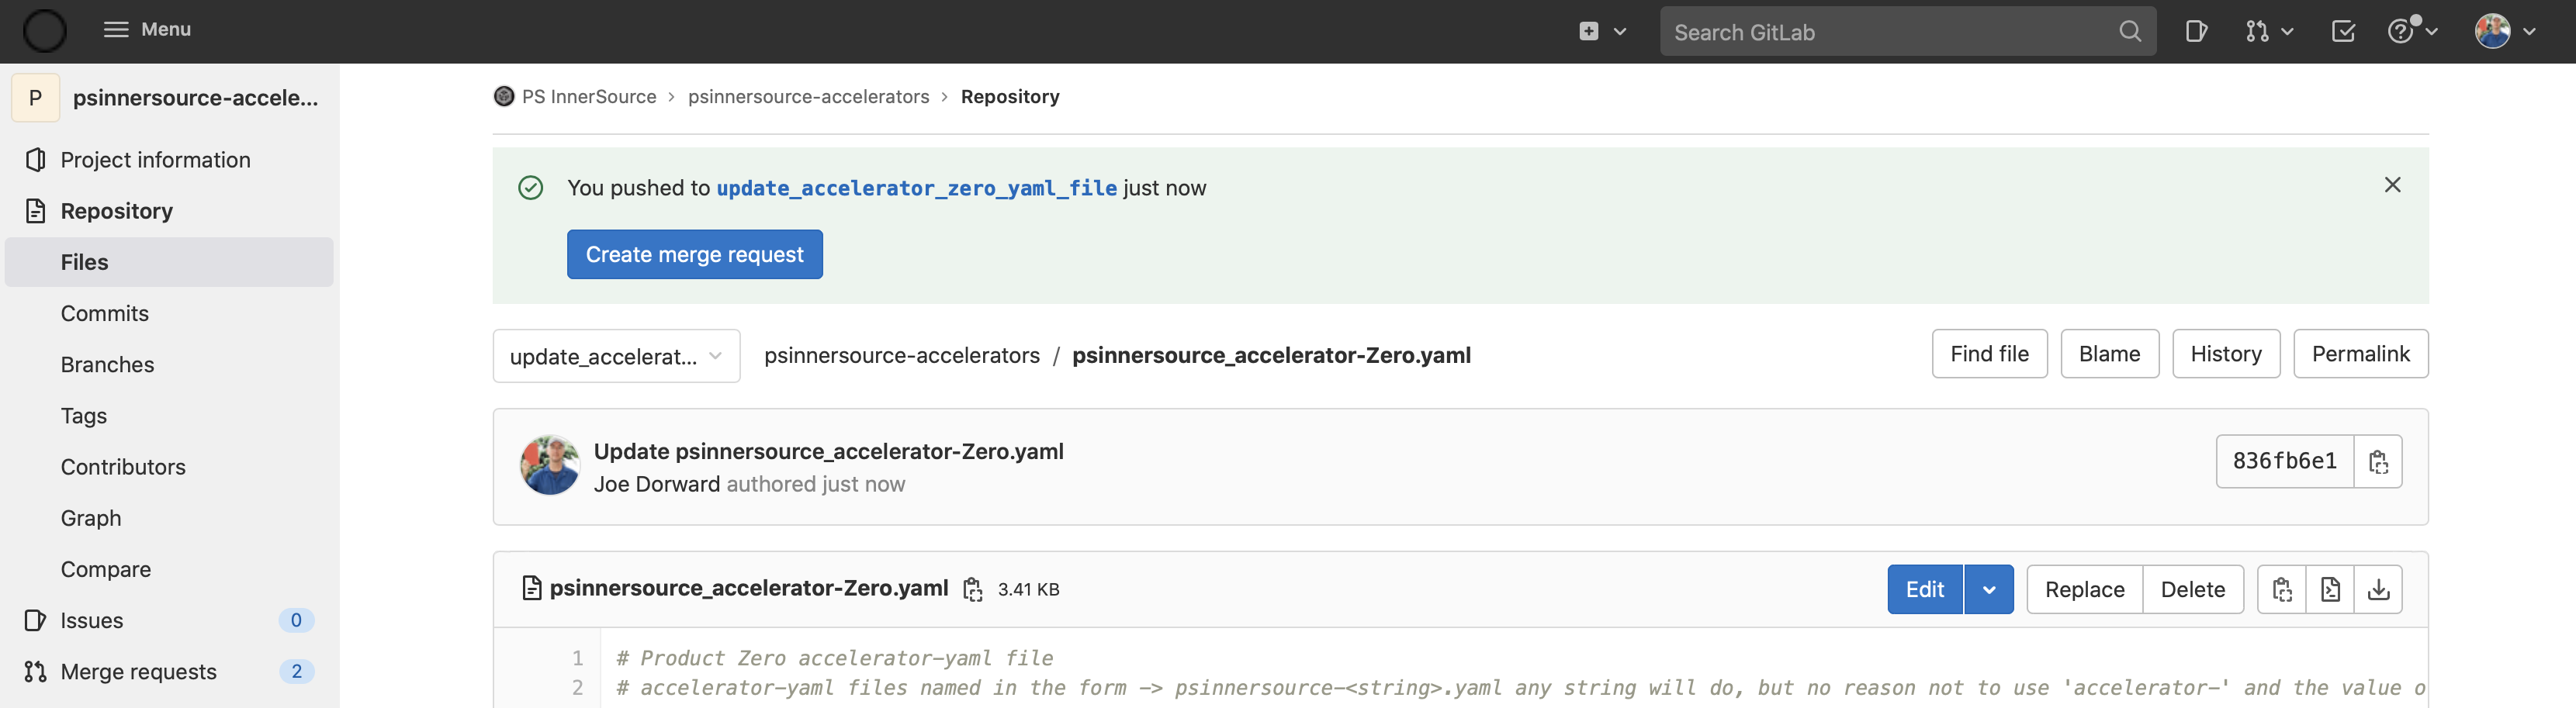 Menu
Search GitLab
P psinnersource-accele...
Project information
Repository
Files
Commits
Branches
Tags
Contributors
Graph
Compare
Issues 0
Merge requests 2
PS InnerSource › psinnersource-accelerators › Repository
You pushed to update_accelerator_zero_yaml_file just now
Create merge request
update_accelerat... psinnersource-accelerators / psinnersource_accelerator-Zero.yaml Find file Blame History Permalink
Update psinnersource_accelerator-Zero.yaml
Joe Dorward authored just now
836fb6e1
psinnersource_accelerator-Zero.yaml 3.41 KB Edit Replace Delete
1 # Product Zero accelerator-yaml file
2 # accelerator-yaml files named in the form -> psinnersource-<string>.yaml any string will do, but no reason not to use 'accelerator-' and the value o